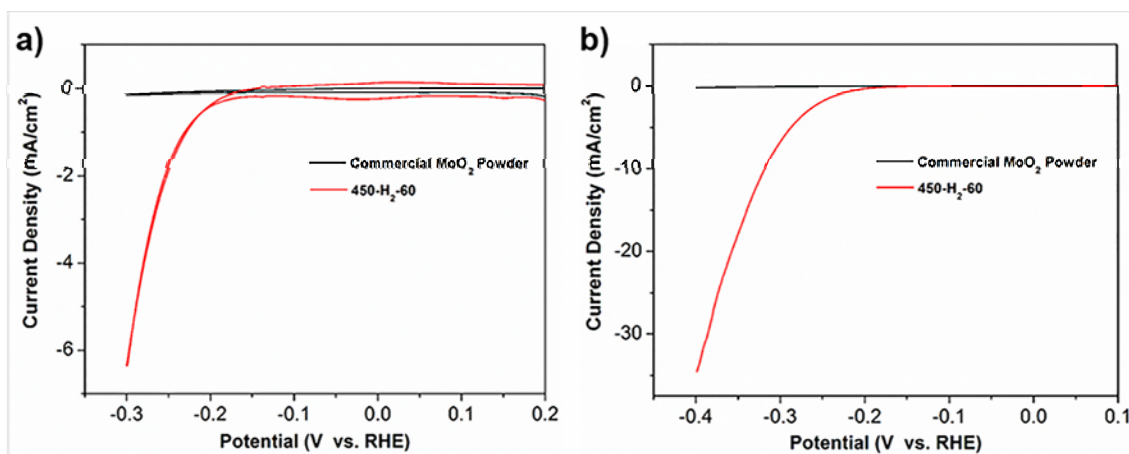 a)
Current Density (mA/cm²)
0
-2
-4
-6
Commercial MoO₂ Powder
450-H₂-60
-0.3 -0.2 -0.1 0.0 0.1 0.2
Potential (V vs. RHE)
b)
Current Density (mA/cm²)
0
-10
-20
-30
Commercial MoO₂ Powder
450-H₂-60
-0.4 -0.3 -0.2 -0.1 0.0 0.1
Potential (V vs. RHE)